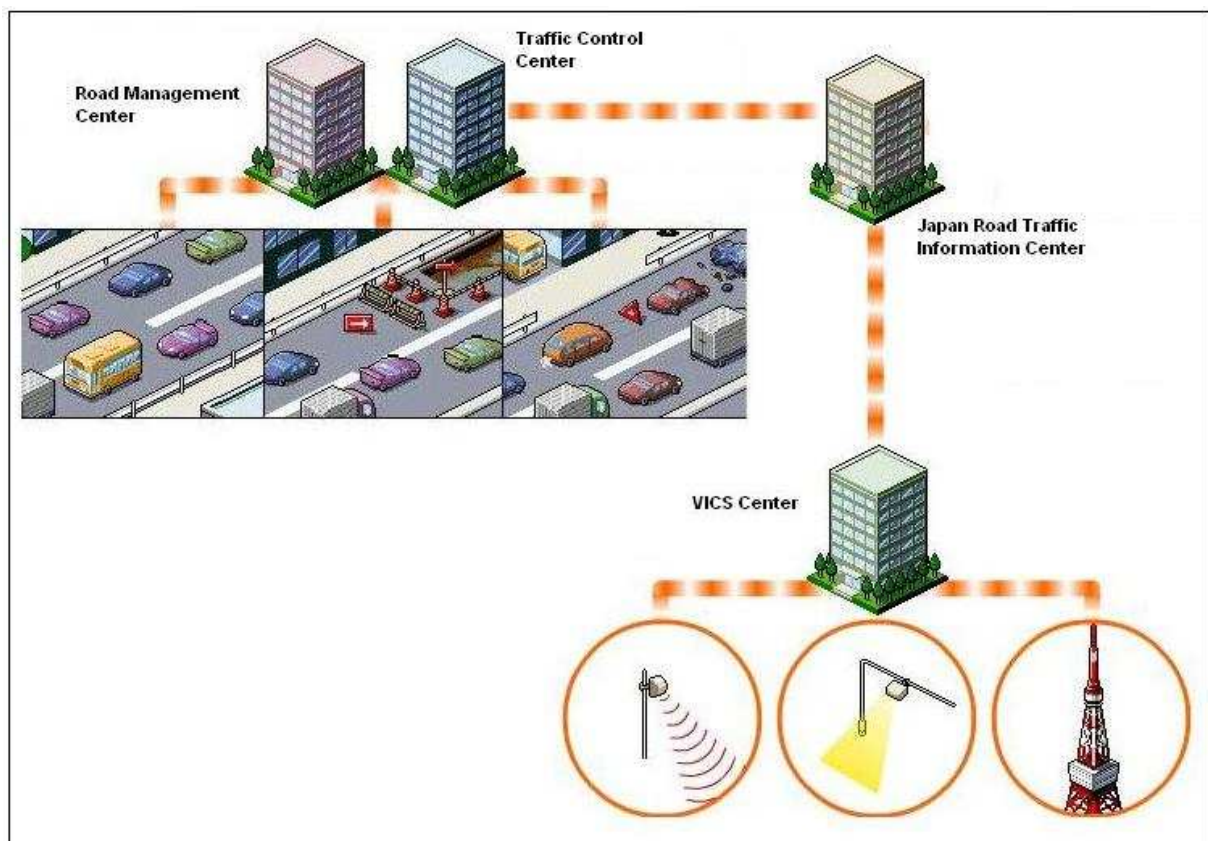 Traffic Control
Center
Road Management
Center
Japan Road Traffic
Information Center
VICS Center